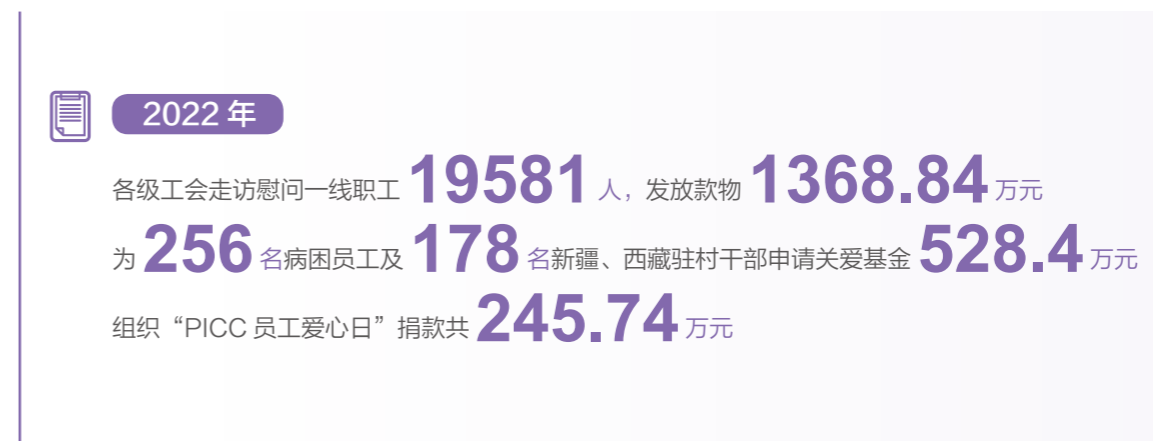 2022 年
各级工会走访慰问一线职工 19581 人，发放款物 1368.84 万元
为 256 名病困员工及 178 名新疆、西藏驻村干部申请关爱基金 528.4 万元
组织“PICC 员工爱心日”捐款共 245.74 万元